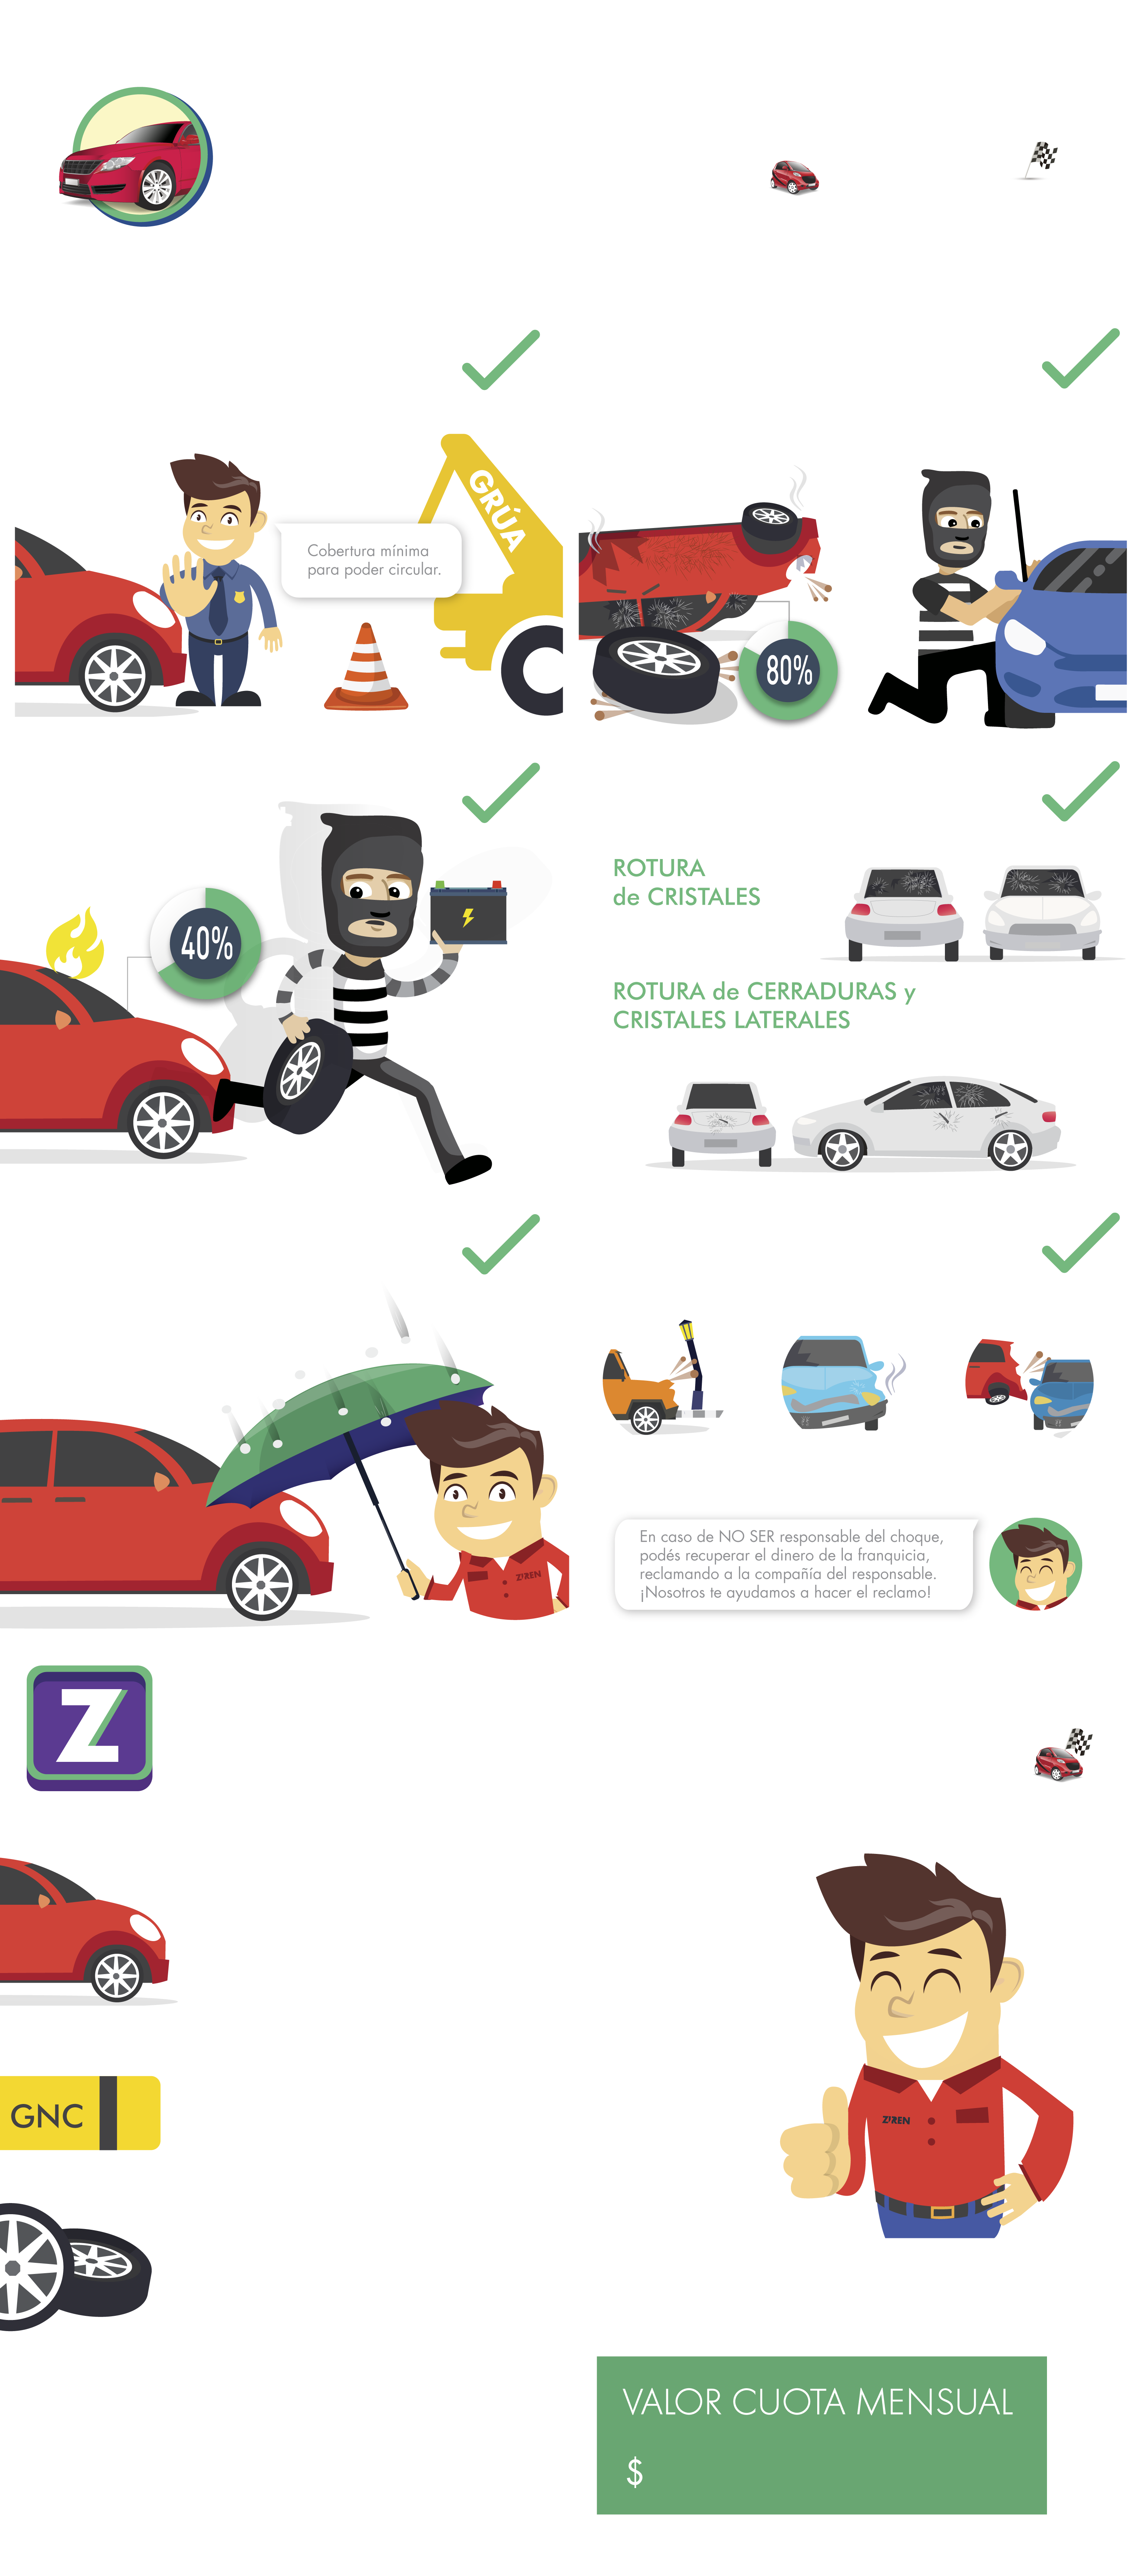 GRÚA
Cobertura mínima
para poder circular.
80%
40%
ROTURA
de CRISTALES
ROTURA de CERRADURAS y
CRISTALES LATERALES
ZIREN
En caso de NO SER responsable del choque,
podés recuperar el dinero de la franquicia,
reclamando a la compañía del responsable.
¡Nosotros te ayudamos a hacer el reclamo!
Z
GNC
ZIREN
VALOR CUOTA MENSUAL
$